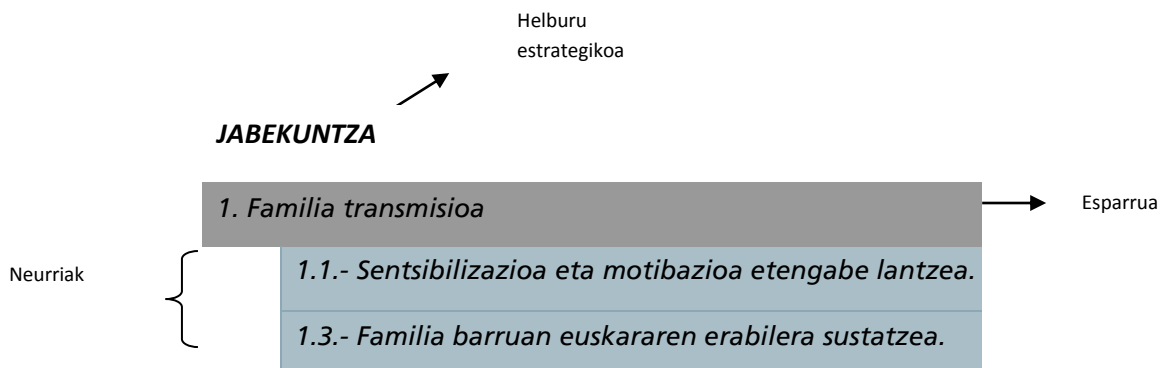 Helburu
estrategikoa
JABEKUNTZA
1. Familia transmisioa
Esparrua
Neurriak
1.1.- Sentsibilizazioa eta motibazioa etengabe lantzea.
1.3.- Familia barruan euskararen erabilera sustatzea.